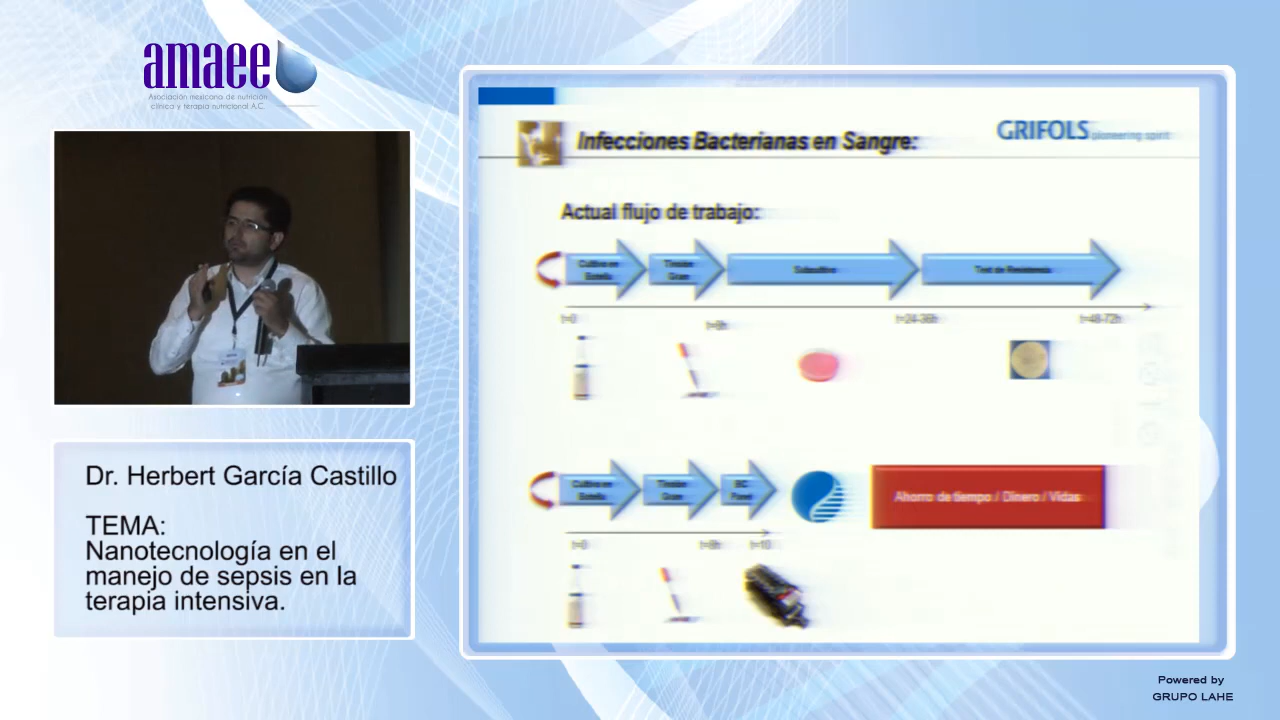 amaee
Asociación mexicana de nutrición
clínica y terapia nutricional A.C.
GRIFOLS pioneering spirit
Infecciones Bacterianas en Sangre:
Actual flujo de trabajo:
Cultivo en
Botella
Tinción
Gram
Subcultivo
Test de Resistencia
t=0
t=8h
t=24-36h
t=48-72h
Cultivo en
Botella
Tinción
Gram
BC
Panel
Ahorro de tiempo / Dinero / Vidas
t=0
t=8h
t=10
Dr. Herbert García Castillo
TEMA:
Nanotecnología en el
manejo de sepsis en la
terapia intensiva.
Powered by
GRUPO LAHE